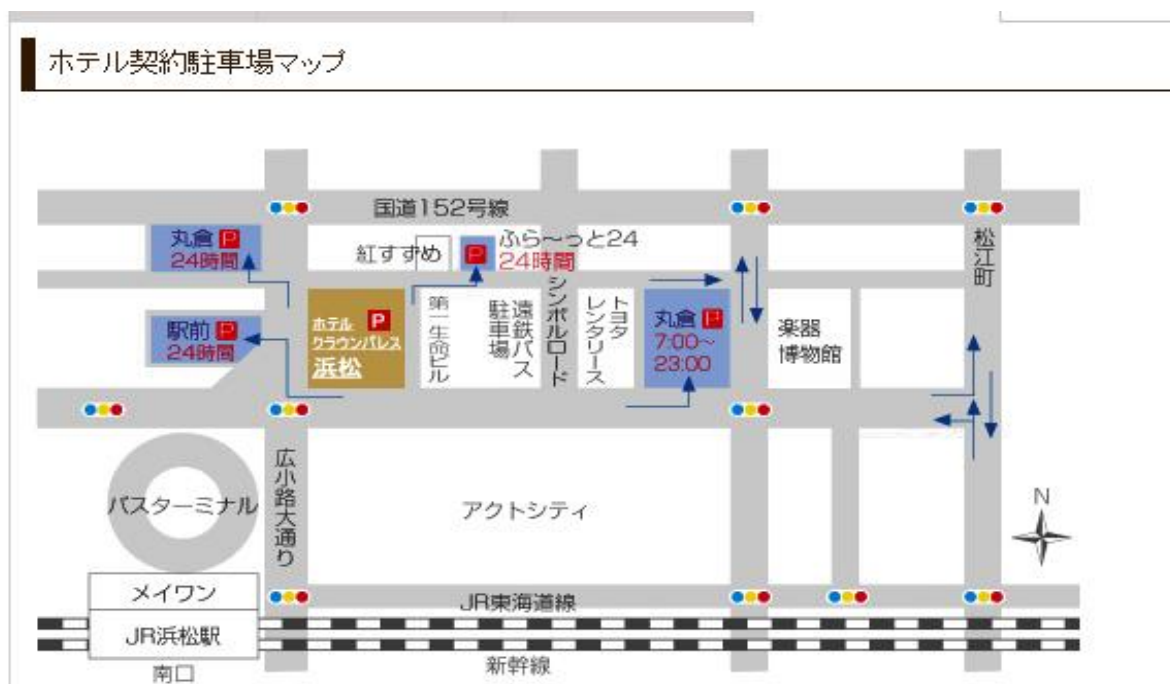 ホテル契約駐車場マップ
国道152号線
丸倉 P
24時間
紅すずめ
P
ふら～っと24
24時間
松江町
駅前 P
24時間
ホテル P
クラウンパレス
浜松
第一生命ビル
遠鉄バス
駐車場
シンボルロード
トヨタ
レンタリース
丸倉 P
7:00～
23:00
楽器
博物館
バスターミナル
広小路大通り
アクトシティ
N
メイワン
JR東海道線
JR浜松駅
新幹線
南口